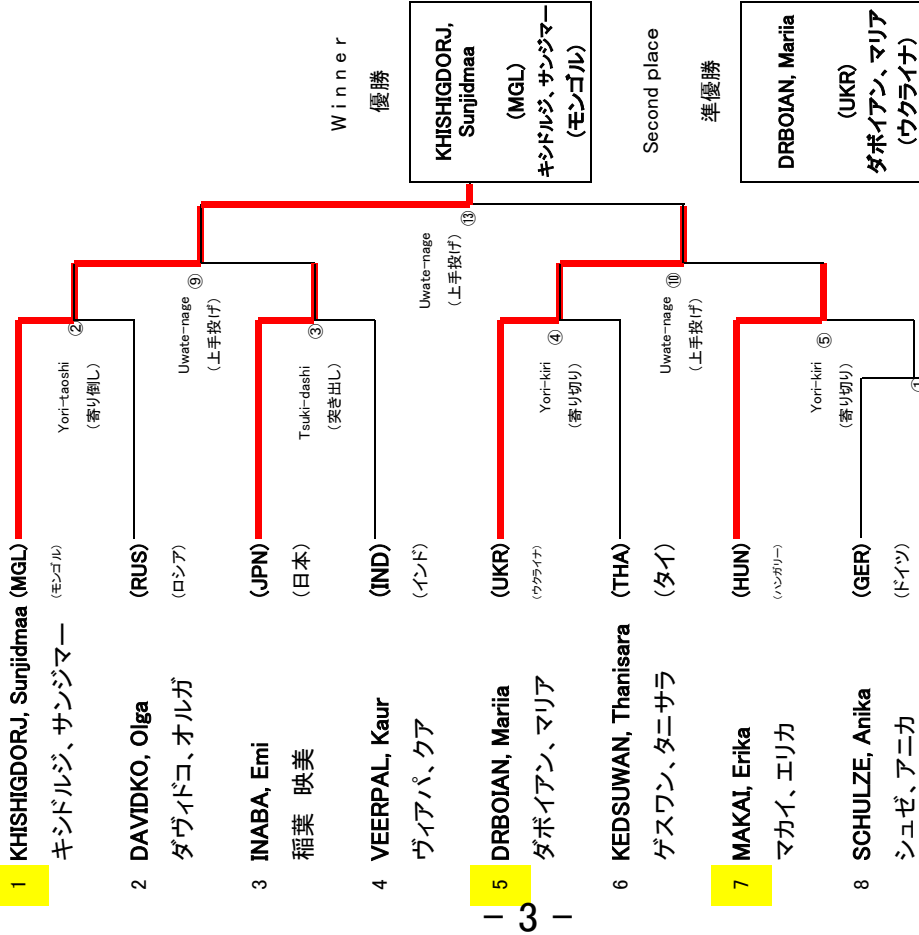 1 KHISHIGDORJ, Sunjidmaa (MGL)
キシドルジ、サンジマー (モンゴル)
2 DAVIDKO, Olga (RUS)
ダヴィドコ、オルガ (ロシア)
3 INABA, Emi (JPN)
稲葉 映美 (日本)
4 VEERPAL, Kaur (IND)
ヴィアパ、クア (インド)
5 DRBOIAN, Mariia (UKR)
ダボイアン、マリア (ウクライナ)
6 KEDSUWAN, Thanisara (THA)
ゲスワン、タニサラ (タイ)
7 MAKAI, Erika (HUN)
マカイ、エリカ (ハンガリー)
8 SCHULZE, Anika (GER)
シュゼ、アニカ (ドイツ)
②
Yori-taoshi
(寄り倒し)
③
Tsuki-dashi
(突き出し)
④
Yori-kiri
(寄り切り)
⑤
Yori-kiri
(寄り切り)
⑨
Uwate-nage
(上手投げ)
⑩
Uwate-nage
(上手投げ)
⑬
Uwate-nage
(上手投げ)
Winner
優勝
KHISHIGDORJ,
Sunjidmaa
(MGL)
キシドルジ、サンジマー
(モンゴル)
Second place
準優勝
DRBOIAN, Mariia
(UKR)
ダボイアン、マリア
(ウクライナ)
- 3 -